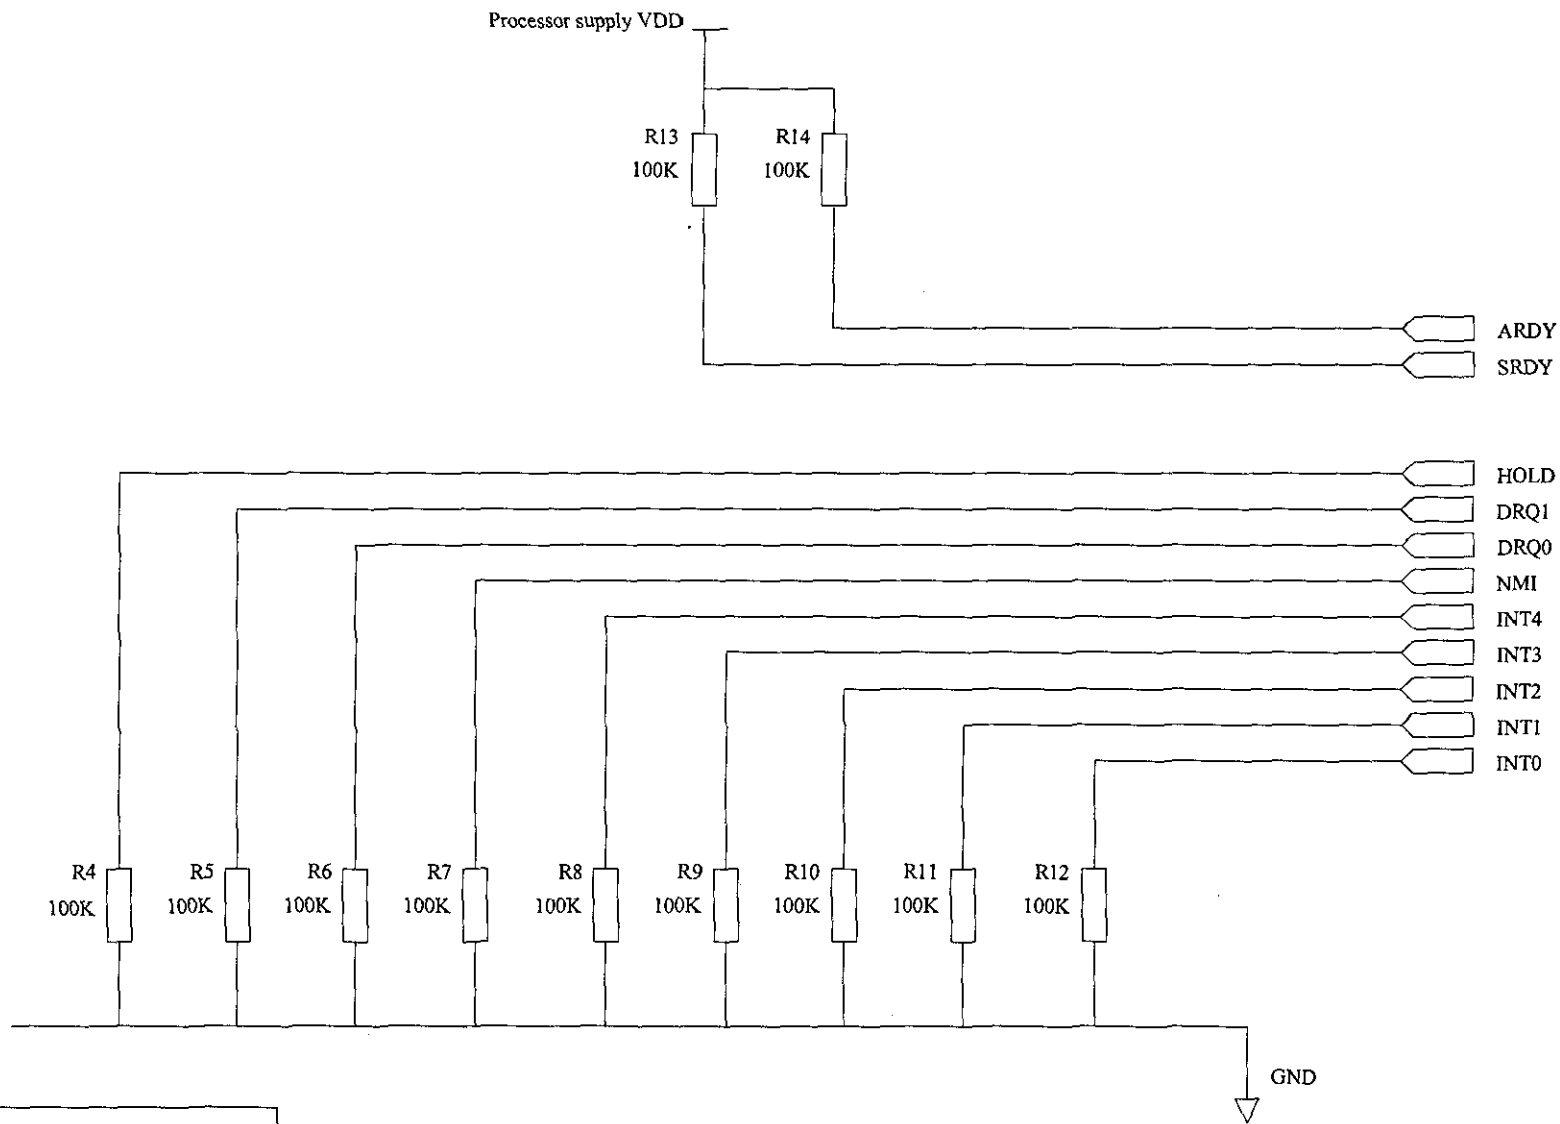 Processor supply VDD
R13
100K
R14
100K
ARDY
SRDY
HOLD
DRQ1
DRQ0
NMI
INT4
INT3
INT2
INT1
INT0
R4
100K
R5
100K
R6
100K
R7
100K
R8
100K
R9
100K
R10
100K
R11
100K
R12
100K
GND